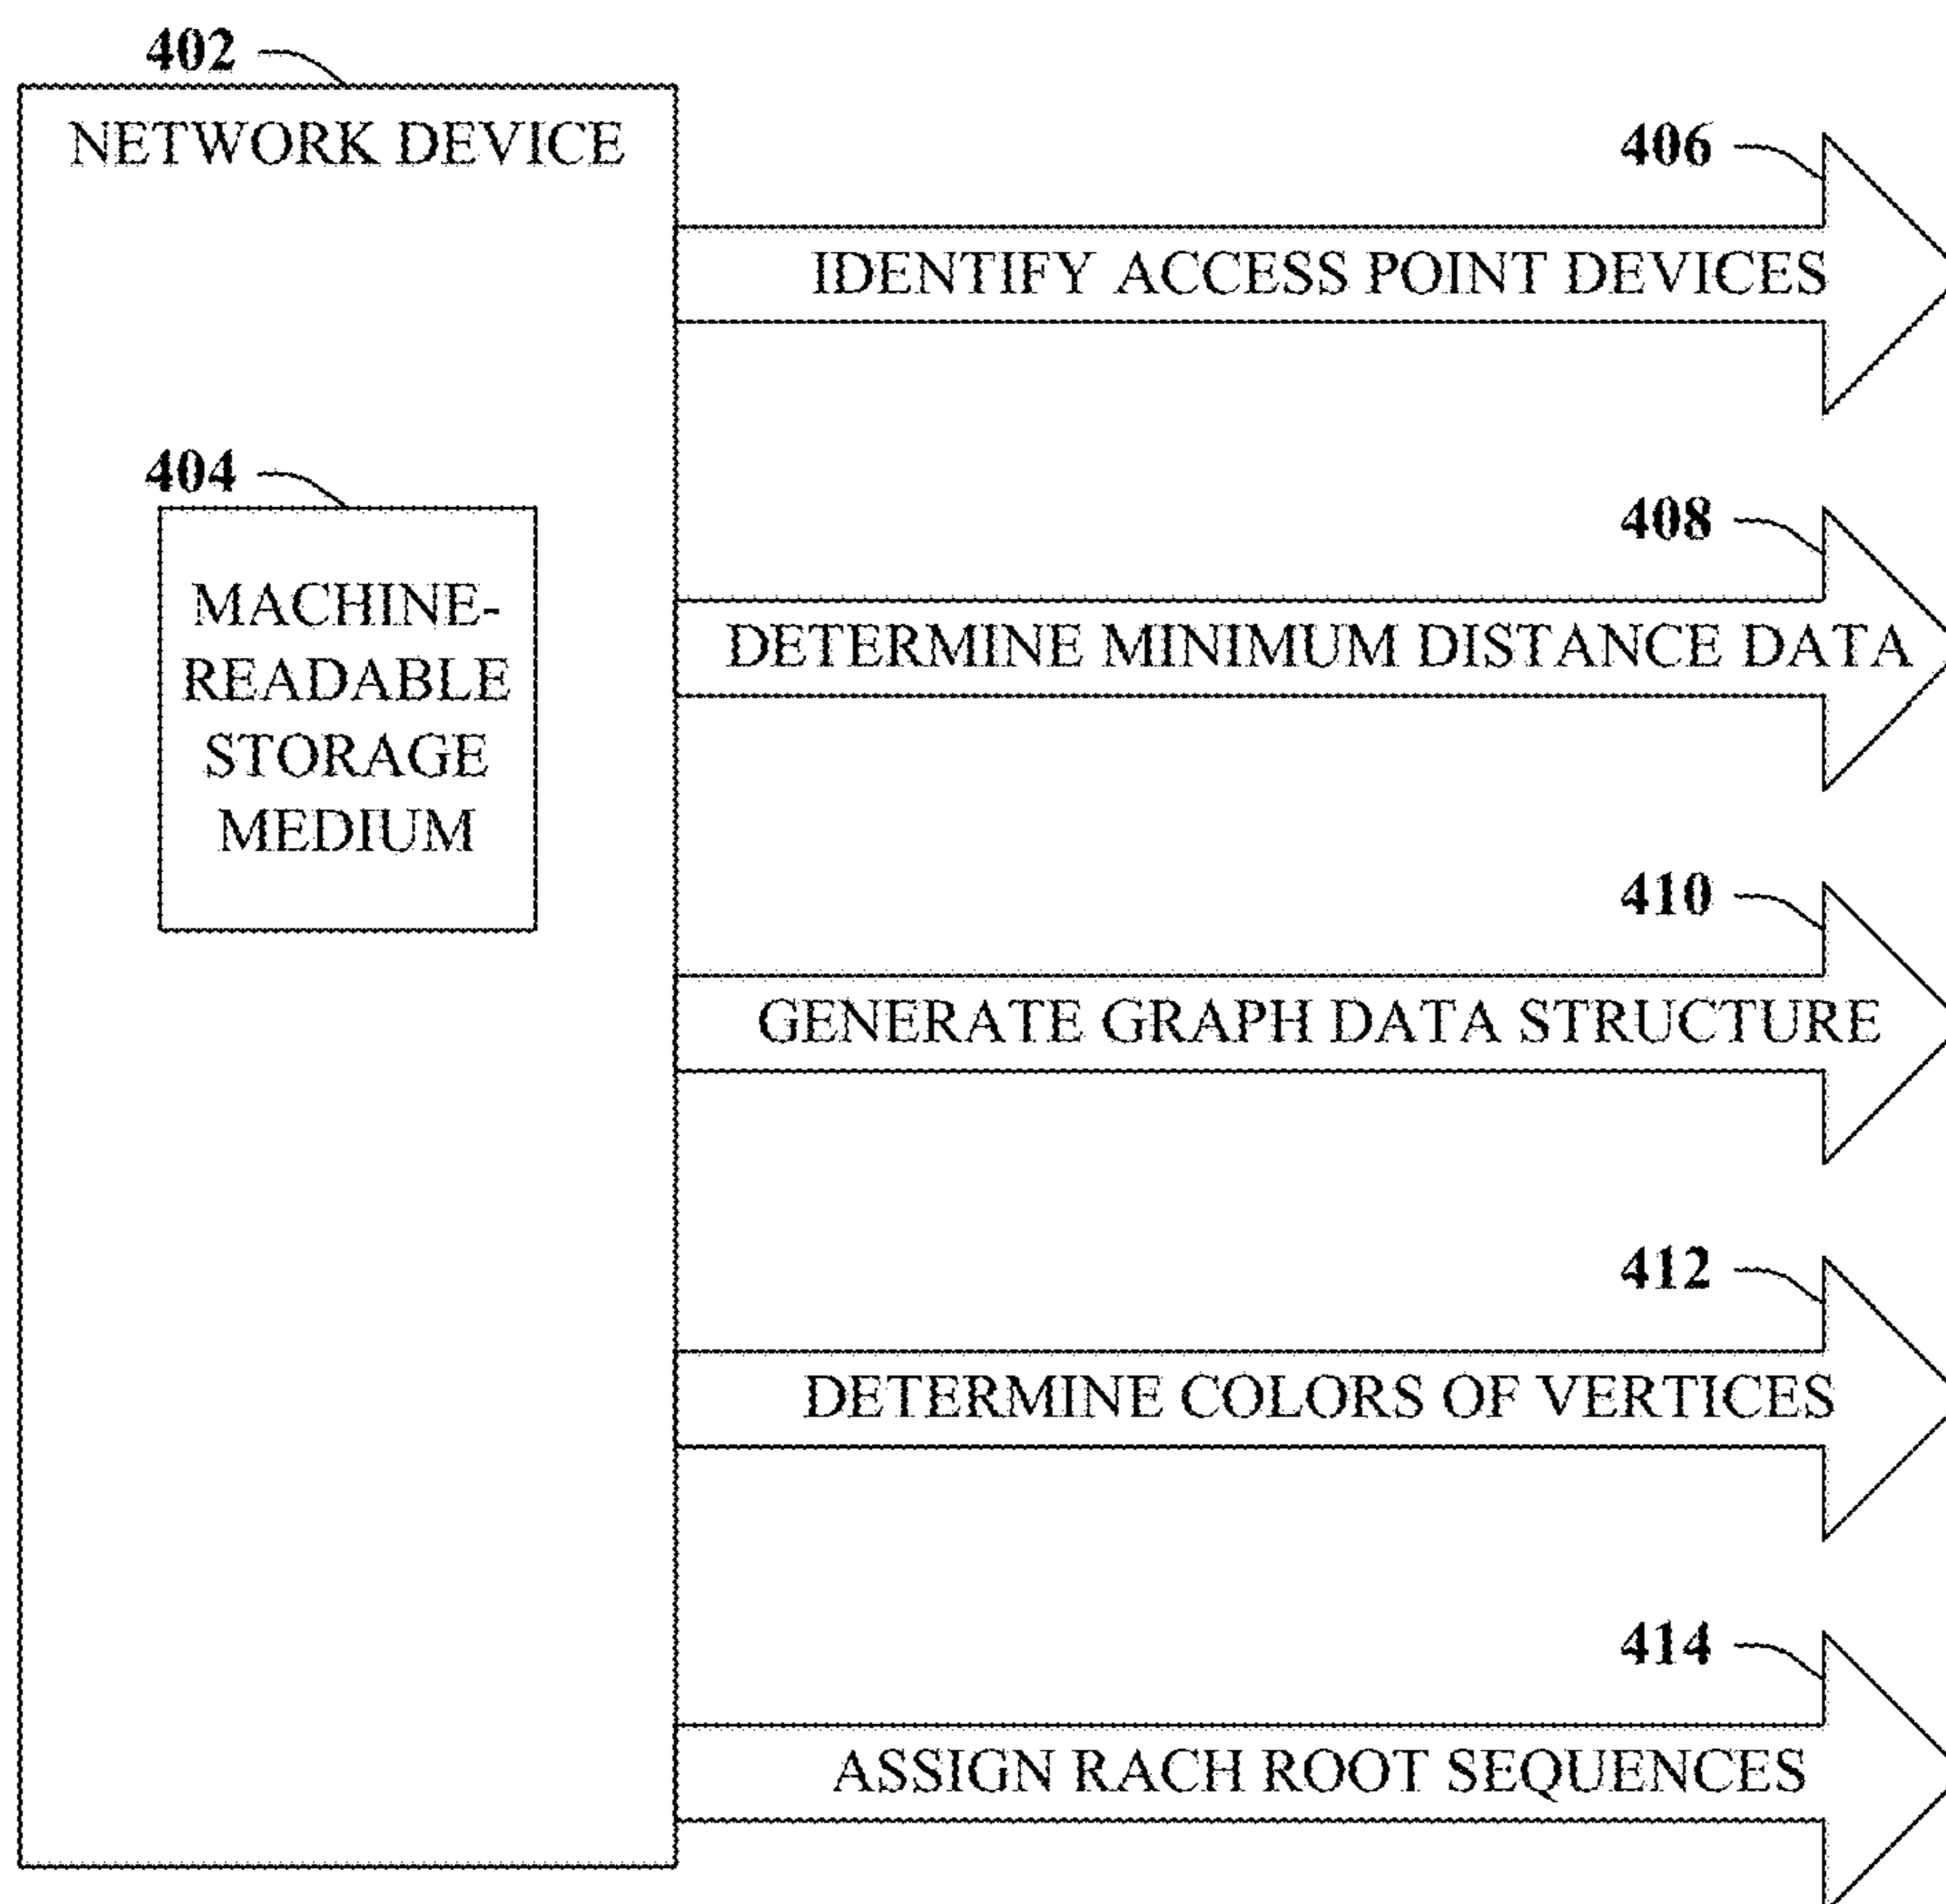 402
NETWORK DEVICE
406
IDENTIFY ACCESS POINT DEVICES
404
MACHINE-
READABLE
STORAGE
MEDIUM
408
DETERMINE MINIMUM DISTANCE DATA
410
GENERATE GRAPH DATA STRUCTURE
412
DETERMINE COLORS OF VERTICES
414
ASSIGN RACH ROOT SEQUENCES